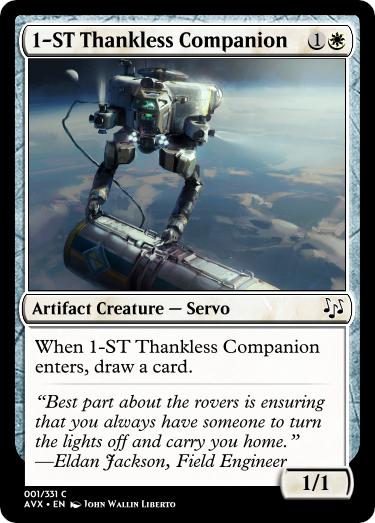 1-ST Thankless Companion 1
Artifact Creature — Servo
When 1-ST Thankless Companion
enters, draw a card.
“Best part about the rovers is ensuring
that you always have someone to turn
the lights off and carry you home.”
—Eldan Jackson, Field Engineer
1/1
001/331 C
AVX • EN John Wallin Liberto